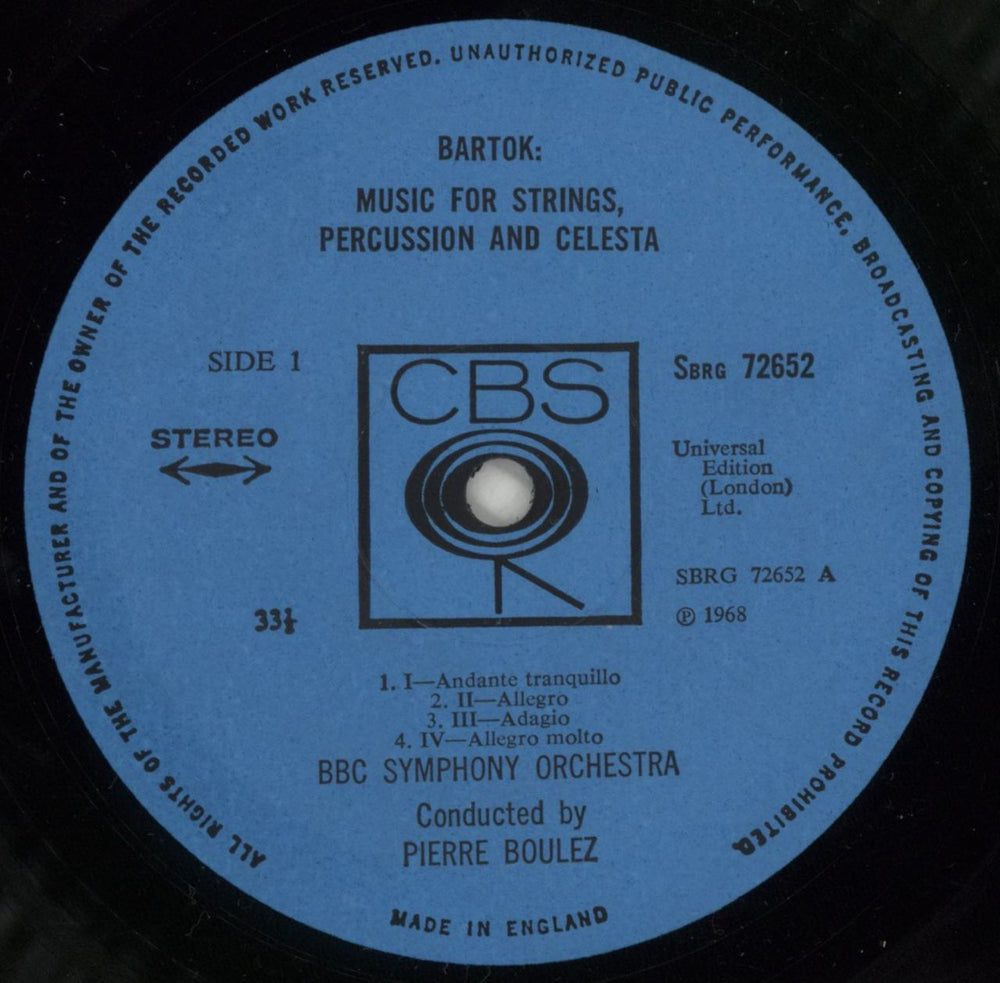 ALL RIGHTS OF THE MANUFACTURER AND OF THE OWNER OF THE RECORDED WORK RESERVED. UNAUTHORIZED PUBLIC PERFORMANCE, BROADCASTING AND COPYING OF THIS RECORD PROHIBITED.
BARTOK:
MUSIC FOR STRINGS,
PERCUSSION AND CELESTA
SIDE 1
CBS
SBRG 72652
STEREO
Universal
Edition
(London)
Ltd.
SBRG 72652 A
33⅓
℗ 1968
1. I—Andante tranquillo
2. II—Allegro
3. III—Adagio
4. IV—Allegro molto
BBC SYMPHONY ORCHESTRA
Conducted by
PIERRE BOULEZ
MADE IN ENGLAND